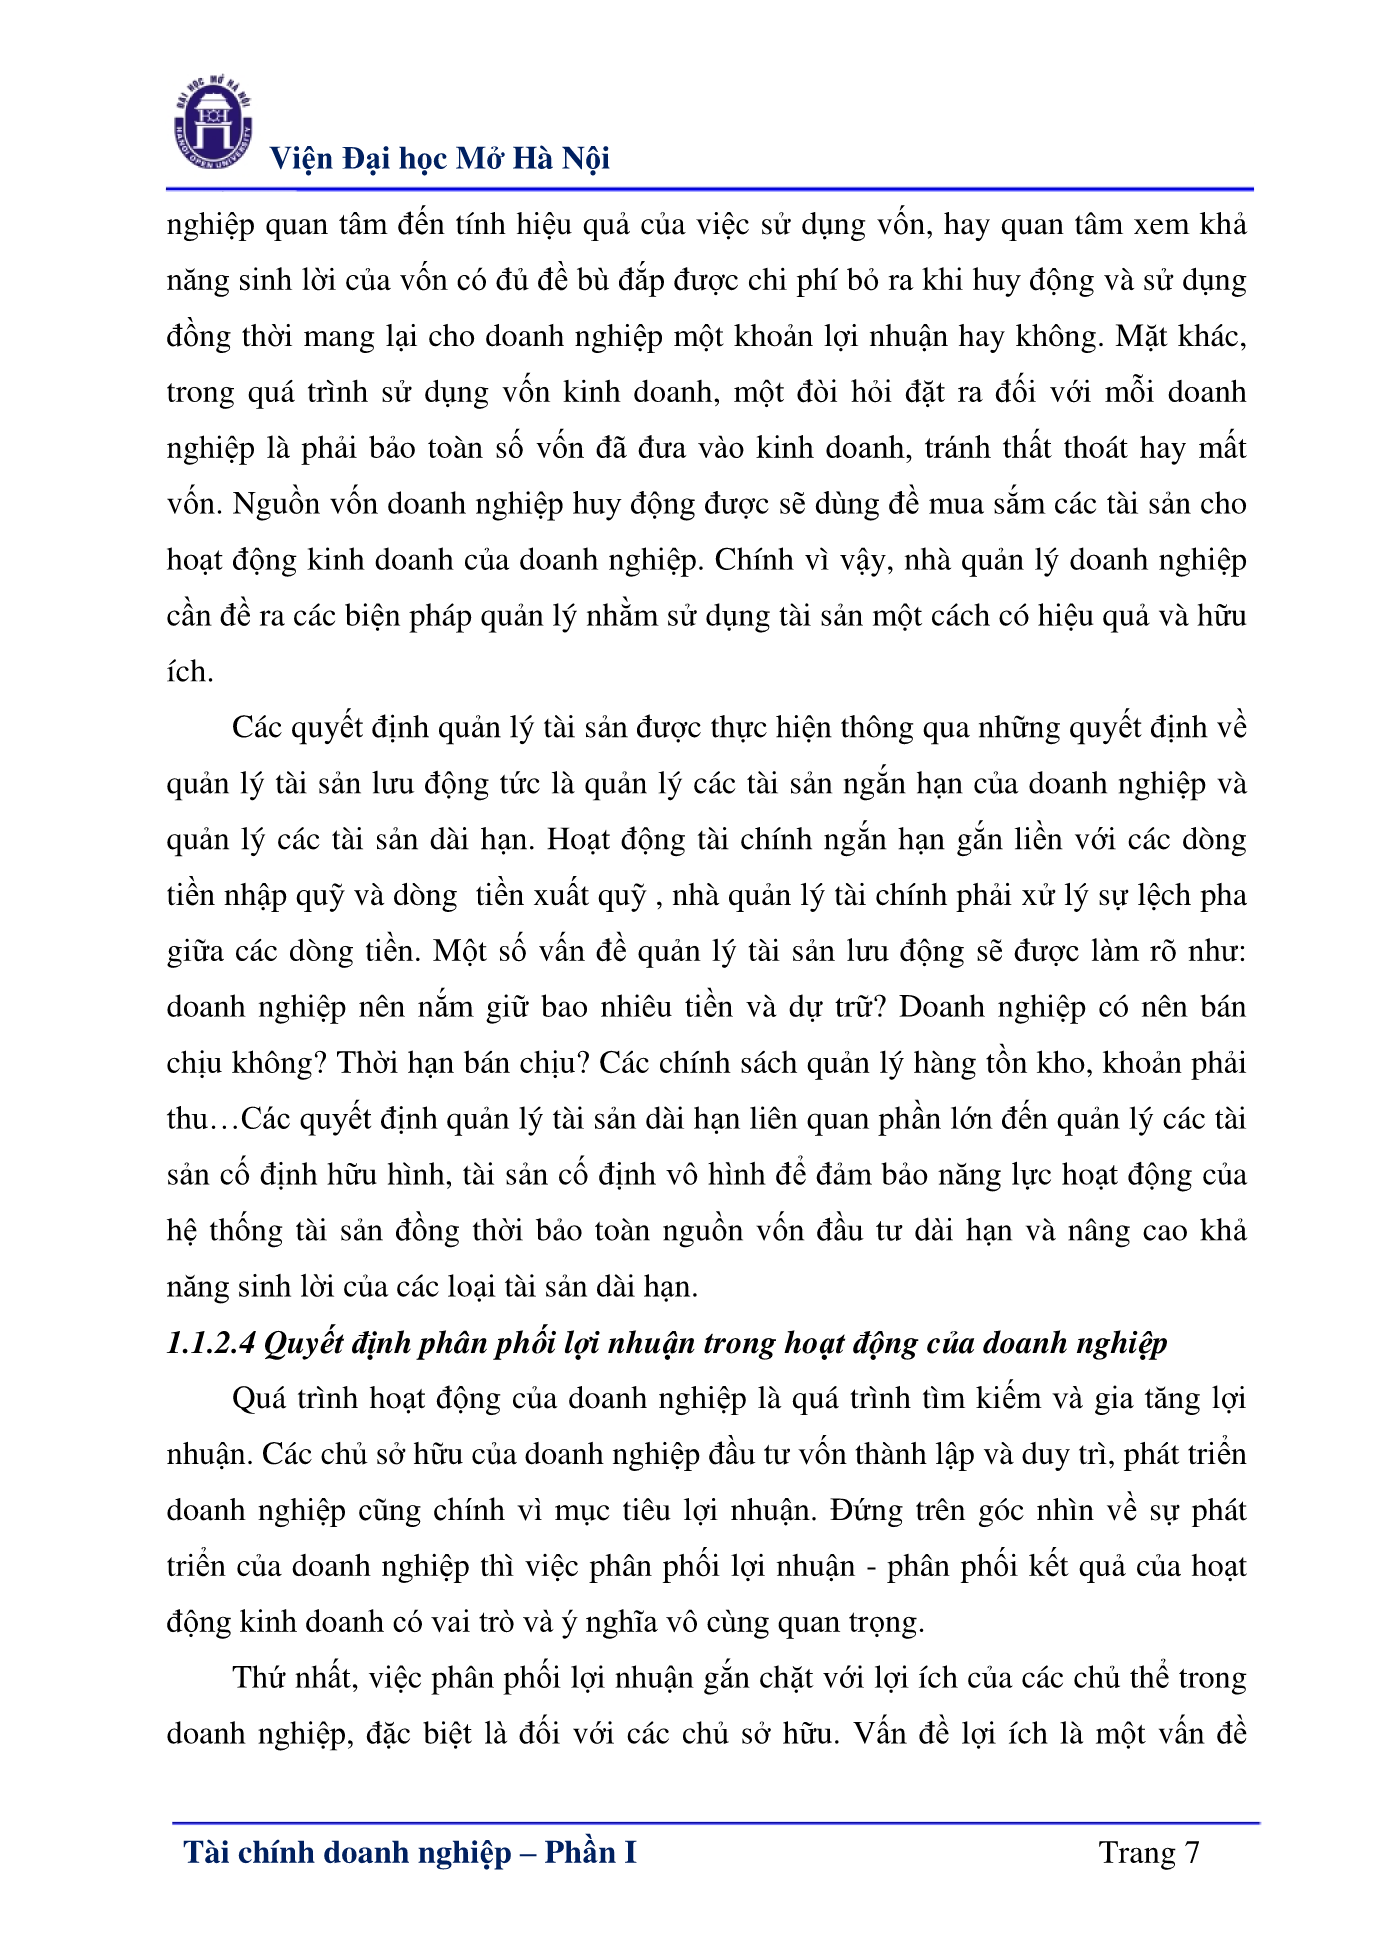 ĐẠI HỌC MỞ HÀ NỘI
HANOI OPEN UNIVERSITY
Viện Đại học Mở Hà Nội
nghiệp quan tâm đến tính hiệu quả của việc sử dụng vốn, hay quan tâm xem khả
năng sinh lời của vốn có đủ đề bù đắp được chi phí bỏ ra khi huy động và sử dụng
đồng thời mang lại cho doanh nghiệp một khoản lợi nhuận hay không. Mặt khác,
trong quá trình sử dụng vốn kinh doanh, một đòi hỏi đặt ra đối với mỗi doanh
nghiệp là phải bảo toàn số vốn đã đưa vào kinh doanh, tránh thất thoát hay mất
vốn. Nguồn vốn doanh nghiệp huy động được sẽ dùng đề mua sắm các tài sản cho
hoạt động kinh doanh của doanh nghiệp. Chính vì vậy, nhà quản lý doanh nghiệp
cần đề ra các biện pháp quản lý nhằm sử dụng tài sản một cách có hiệu quả và hữu
ích.
Các quyết định quản lý tài sản được thực hiện thông qua những quyết định về
quản lý tài sản lưu động tức là quản lý các tài sản ngắn hạn của doanh nghiệp và
quản lý các tài sản dài hạn. Hoạt động tài chính ngắn hạn gắn liền với các dòng
tiền nhập quỹ và dòng  tiền xuất quỹ , nhà quản lý tài chính phải xử lý sự lệch pha
giữa các dòng tiền. Một số vấn đề quản lý tài sản lưu động sẽ được làm rõ như:
doanh nghiệp nên nắm giữ bao nhiêu tiền và dự trữ? Doanh nghiệp có nên bán
chịu không? Thời hạn bán chịu? Các chính sách quản lý hàng tồn kho, khoản phải
thu…Các quyết định quản lý tài sản dài hạn liên quan phần lớn đến quản lý các tài
sản cố định hữu hình, tài sản cố định vô hình để đảm bảo năng lực hoạt động của
hệ thống tài sản đồng thời bảo toàn nguồn vốn đầu tư dài hạn và nâng cao khả
năng sinh lời của các loại tài sản dài hạn.
1.1.2.4 Quyết định phân phối lợi nhuận trong hoạt động của doanh nghiệp
Quá trình hoạt động của doanh nghiệp là quá trình tìm kiếm và gia tăng lợi
nhuận. Các chủ sở hữu của doanh nghiệp đầu tư vốn thành lập và duy trì, phát triển
doanh nghiệp cũng chính vì mục tiêu lợi nhuận. Đứng trên góc nhìn về sự phát
triển của doanh nghiệp thì việc phân phối lợi nhuận - phân phối kết quả của hoạt
động kinh doanh có vai trò và ý nghĩa vô cùng quan trọng.
Thứ nhất, việc phân phối lợi nhuận gắn chặt với lợi ích của các chủ thể trong
doanh nghiệp, đặc biệt là đối với các chủ sở hữu. Vấn đề lợi ích là một vấn đề
Tài chính doanh nghiệp – Phần I
Trang 7